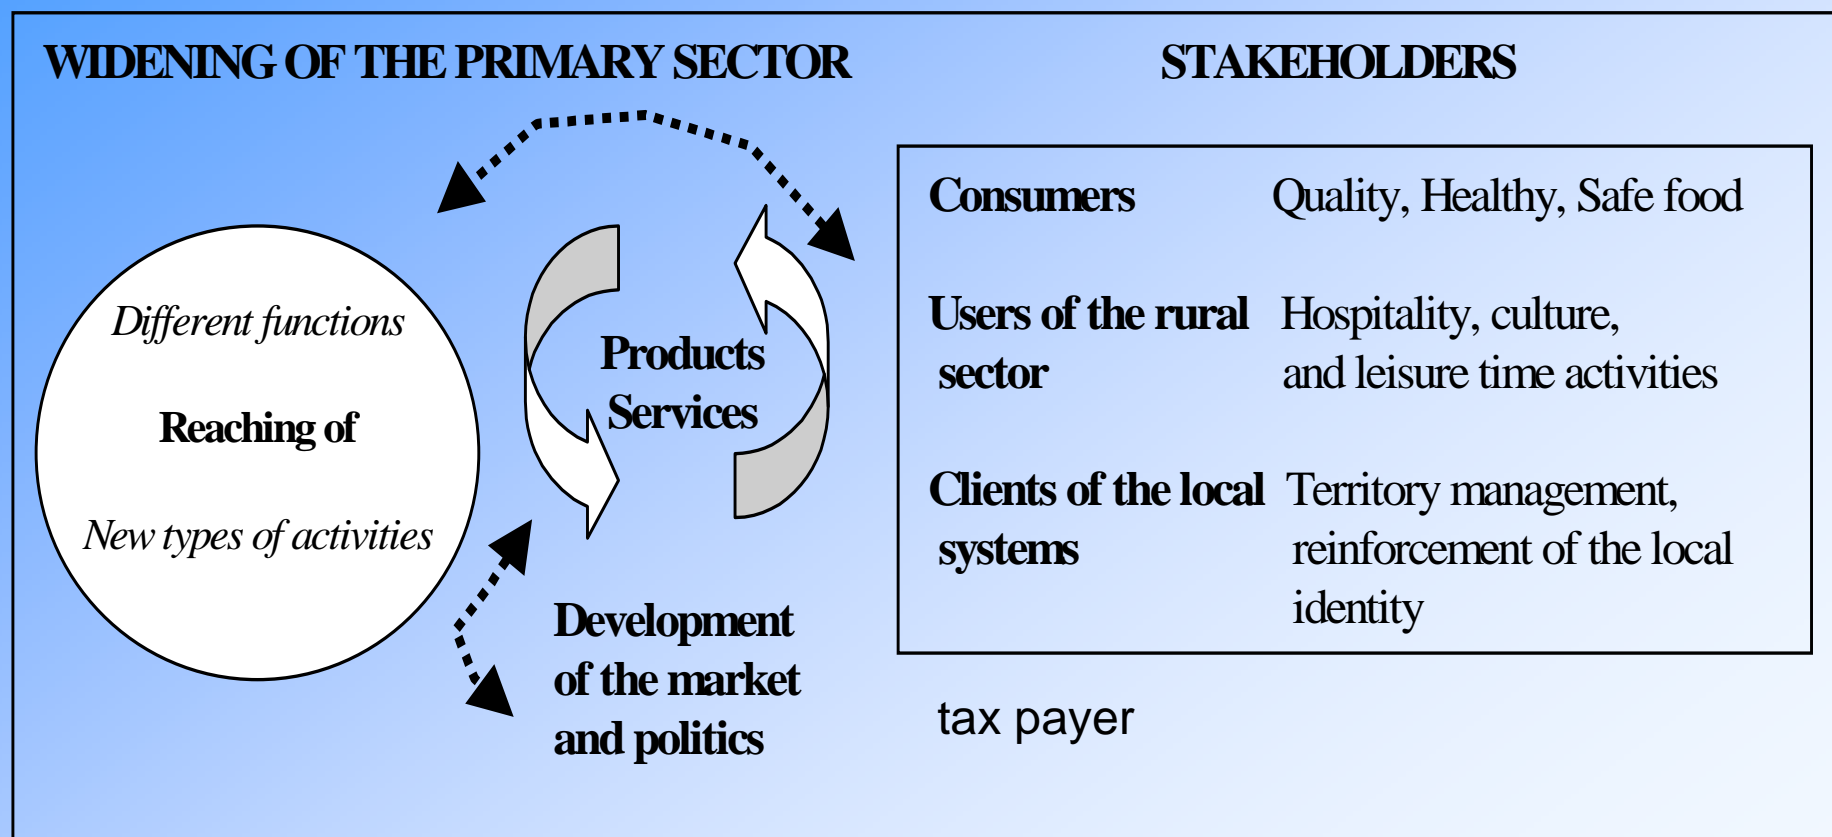 WIDENING OF THE PRIMARY SECTOR
STAKEHOLDERS
Different functions
Reaching of
New types of activities
Products
Services
Development
of the market
and politics
Consumers Quality, Healthy, Safe food
Users of the rural Hospitality, culture,
sector and leisure time activities
Clients of the local Territory management,
systems reinforcement of the local
identity
tax payer